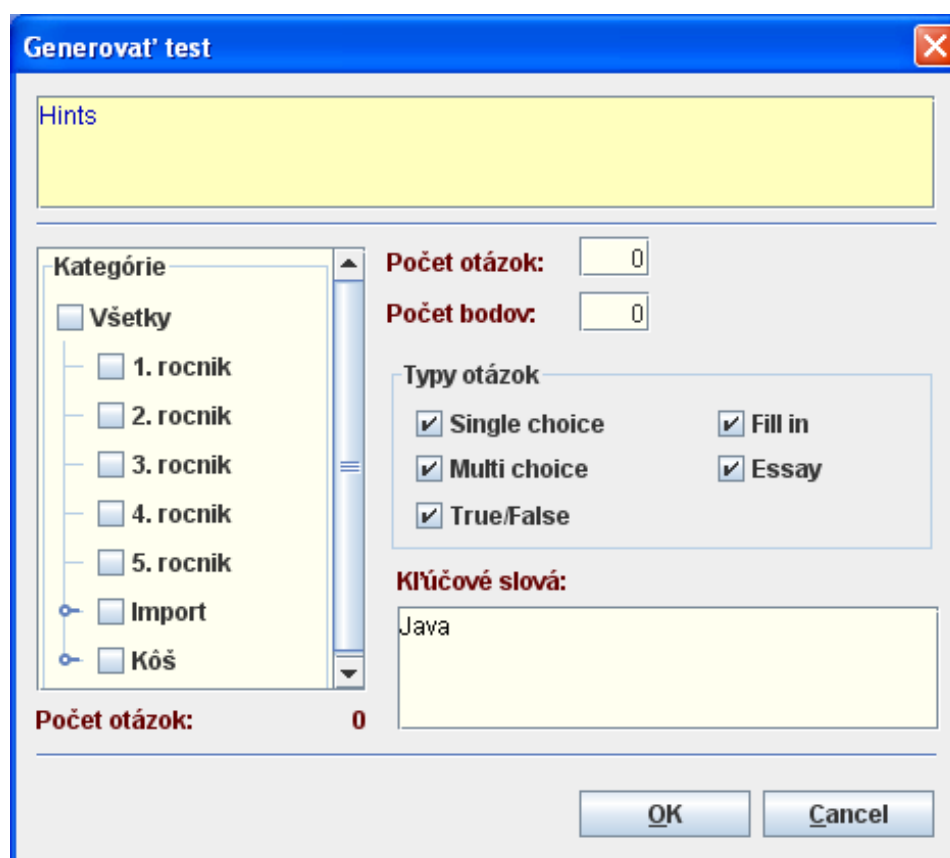 Generovať test
Hints
Kategórie
Všetky
1. rocnik
2. rocnik
3. rocnik
4. rocnik
5. rocnik
Import
Kôš
Počet otázok: 0
Počet otázok: 0
Počet bodov: 0
Typy otázok
Single choice Fill in
Multi choice Essay
True/False
Kľúčové slová:
Java
OK Cancel